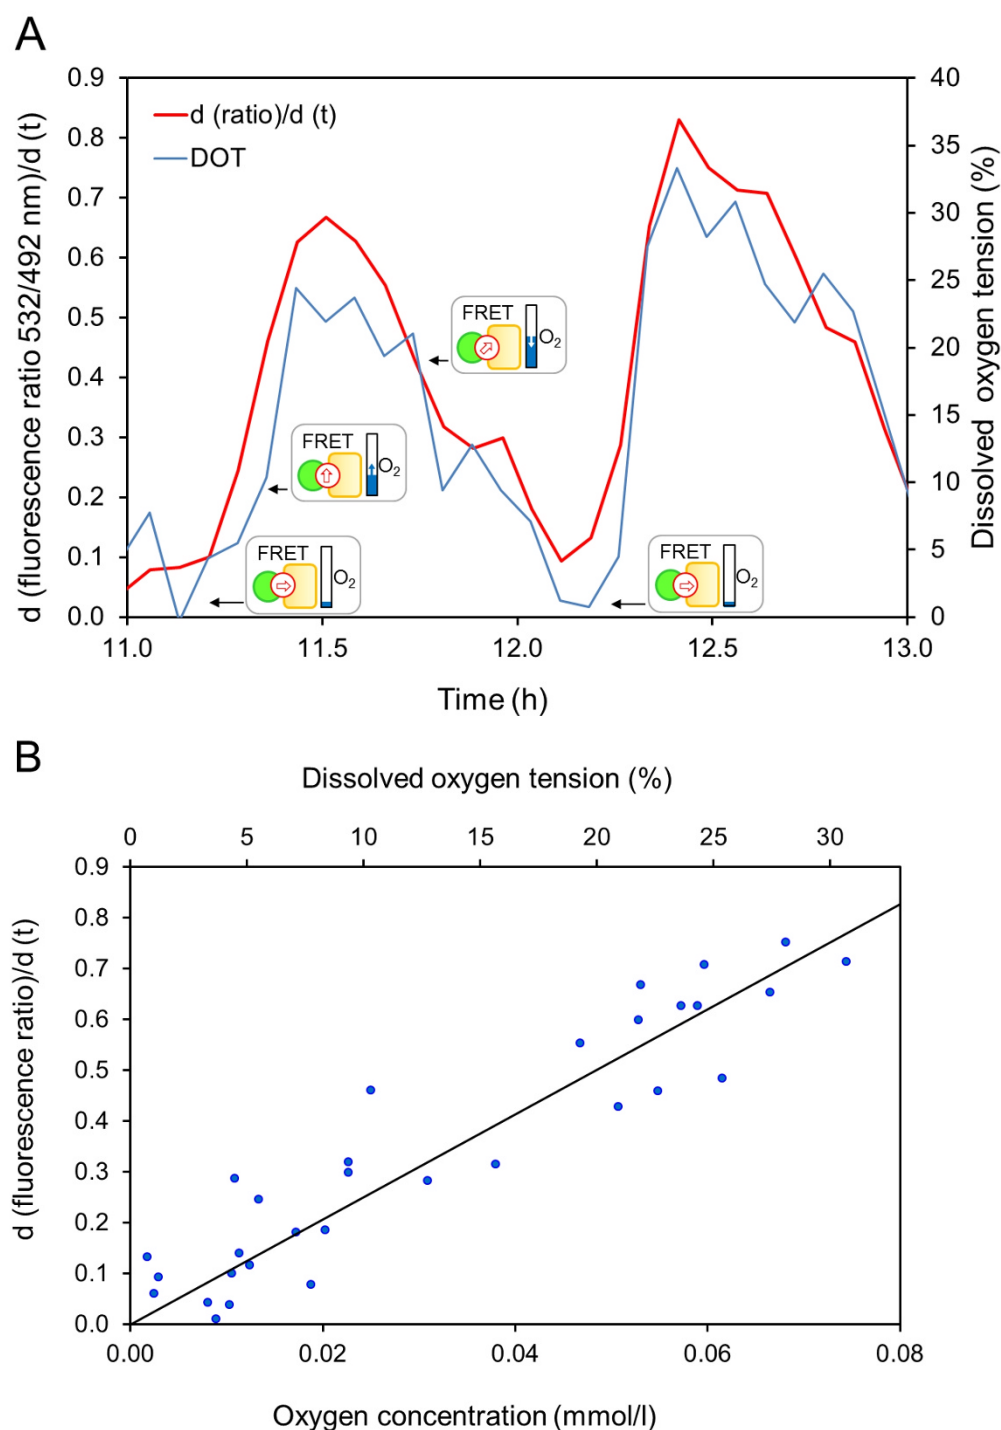 A
d (fluorescence ratio 532/492 nm)/d (t)
0.9
0.8
0.7
0.6
0.5
0.4
0.3
0.2
0.1
0.0
d (ratio)/d (t)
DOT
FRET
O2
FRET
O2
FRET
O2
FRET
O2
40
35
30
25
20
15
10
5
0
Dissolved oxygen tension (%)
11.0 11.5 12.0 12.5 13.0
Time (h)
B
Dissolved oxygen tension (%)
0 5 10 15 20 25 30
d (fluorescence ratio)/d (t)
0.9
0.8
0.7
0.6
0.5
0.4
0.3
0.2
0.1
0.0
0.00 0.02 0.04 0.06 0.08
Oxygen concentration (mmol/l)